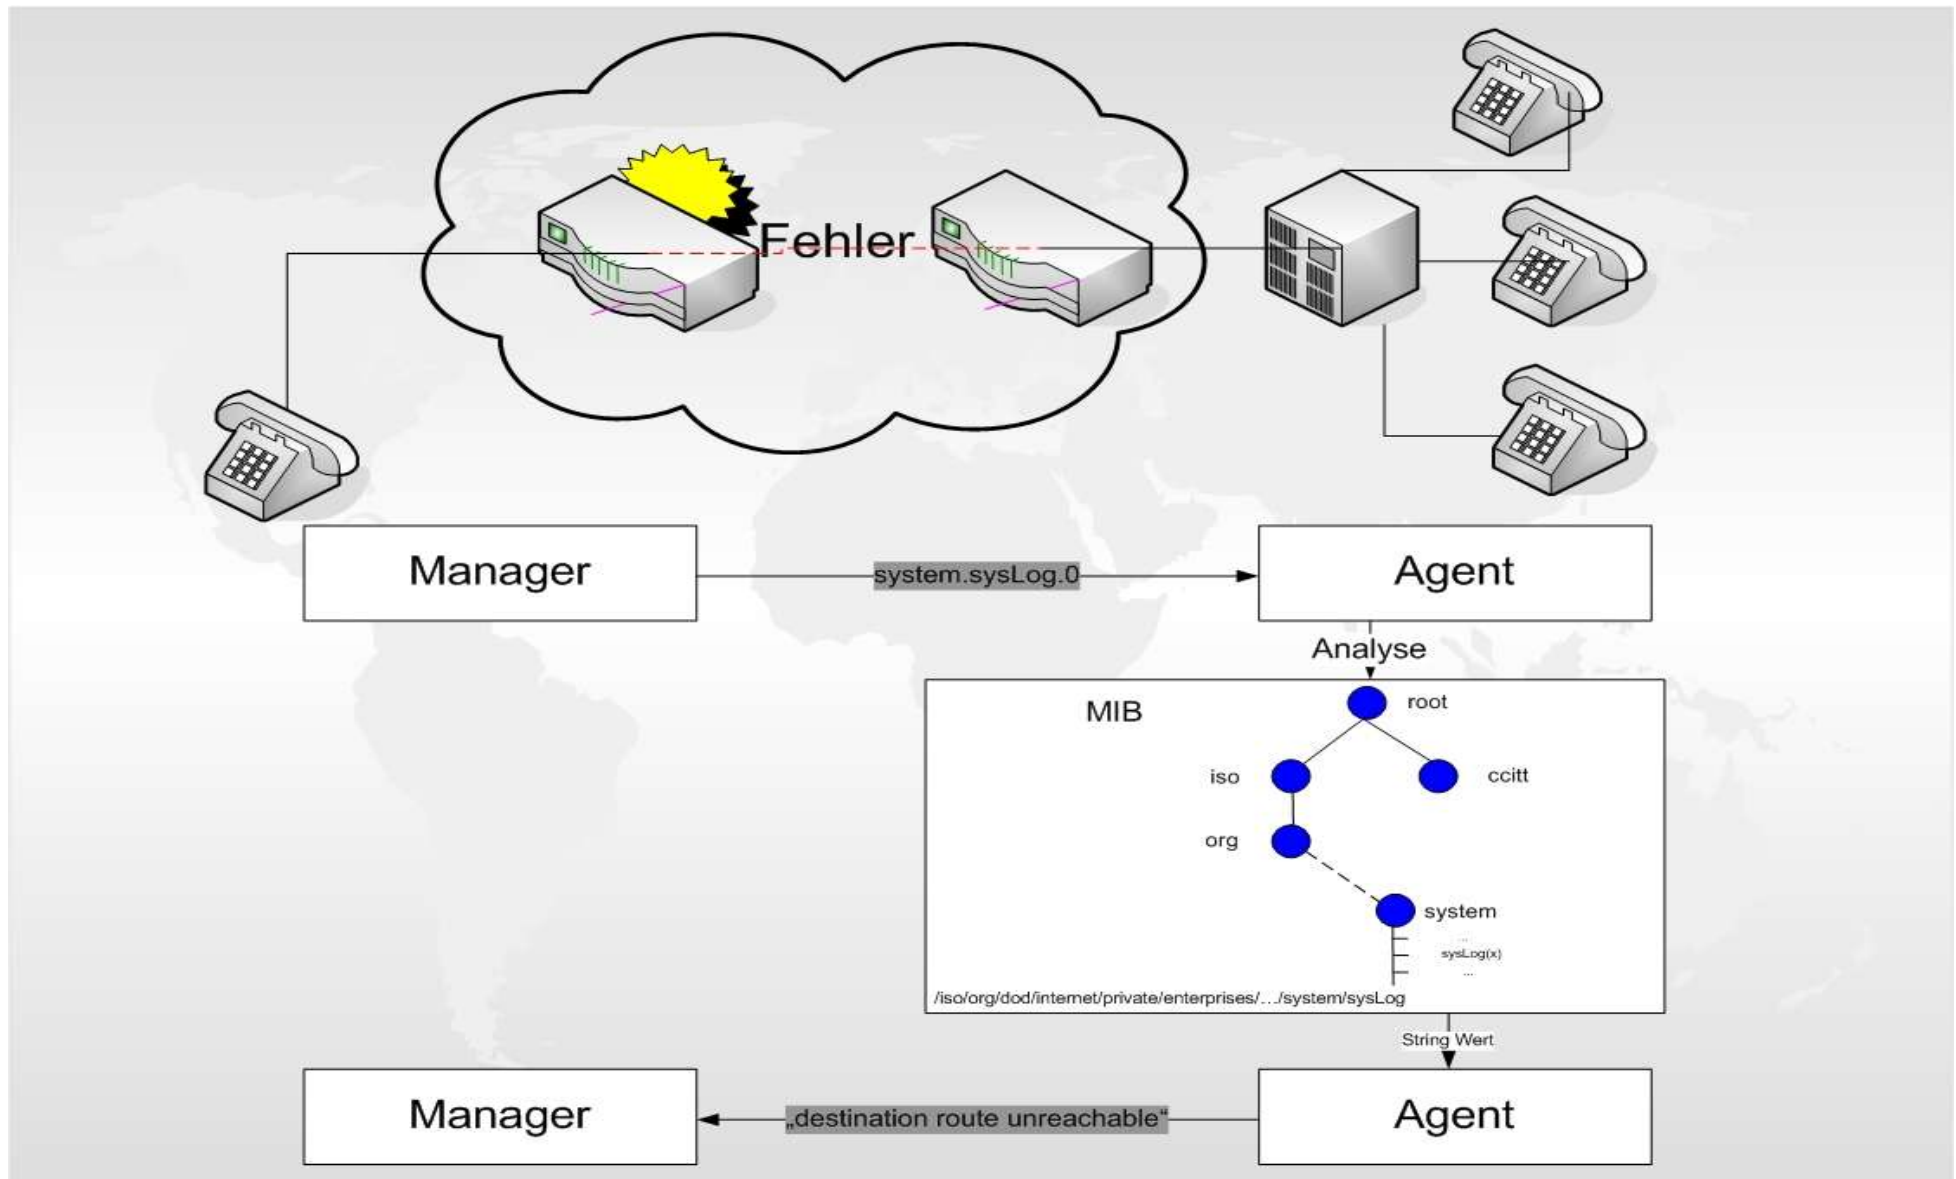 Fehler
Manager
system.sysLog.0
Agent
Analyse
MIB
root
iso
ccitt
org
system
...
sysLog(x)
...
/iso/org/dod/internet/private/enterprises/…/system/sysLog
String Wert
Manager
„destination route unreachable“
Agent